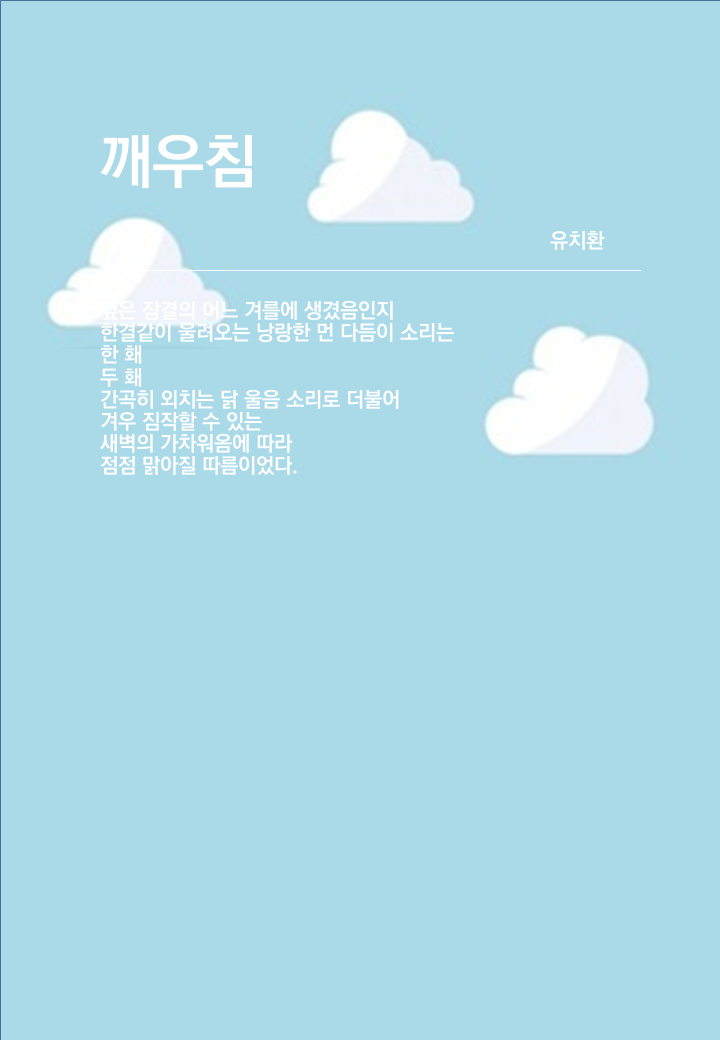 깨우침
유치환
깊은 잠결의 어느 겨를에 생겼음인지
한결같이 울려오는 낭랑한 먼 다듬이 소리는
한 홰
두 홰
간곡히 외치는 닭 울음 소리로 더불어
겨우 짐작할 수 있는
새벽의 가차워옴에 따라
점점 맑아질 따름이었다.